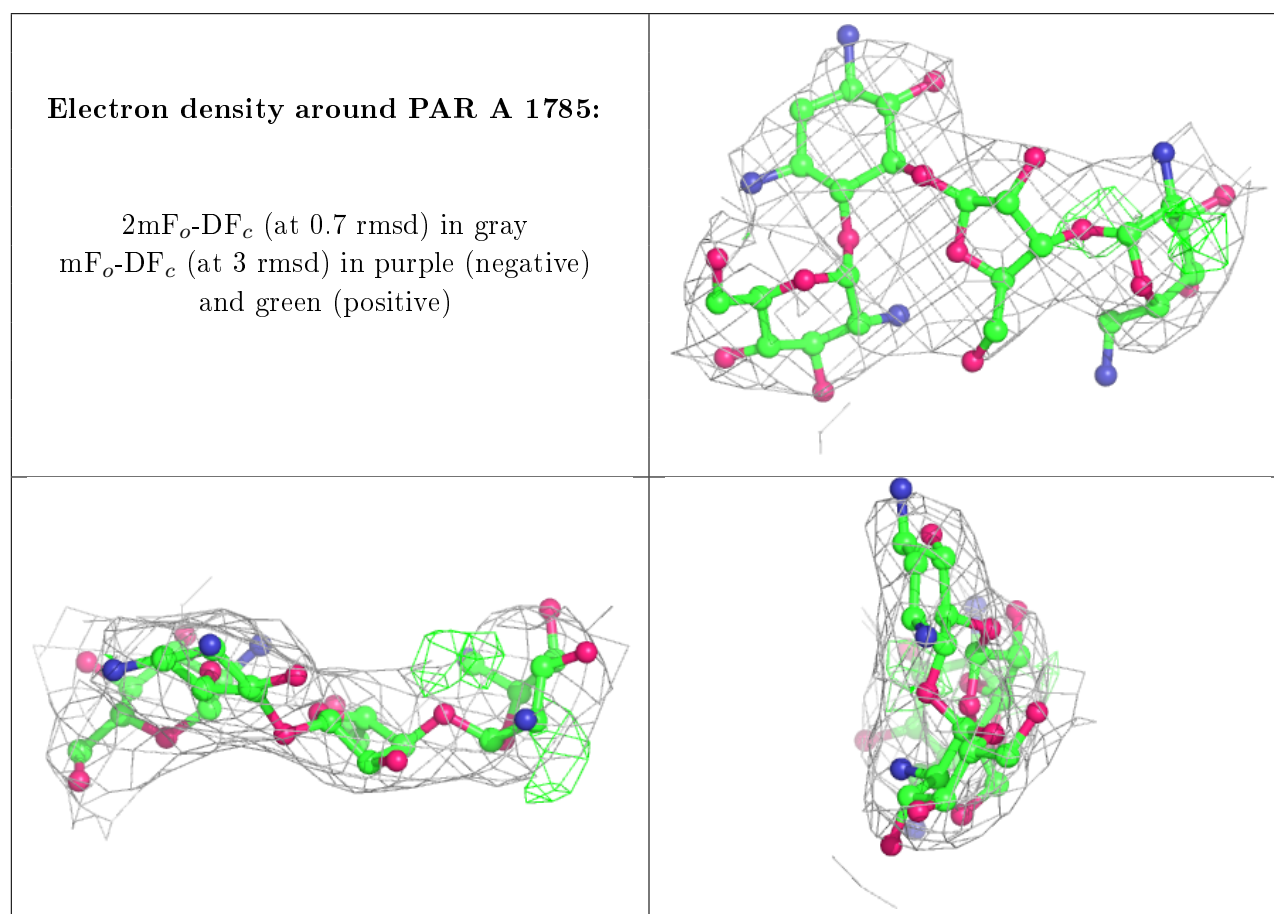 Electron density around PAR A 1785:
2mFₒ-DF𝒸 (at 0.7 rmsd) in gray
mFₒ-DF𝒸 (at 3 rmsd) in purple (negative)
and green (positive)